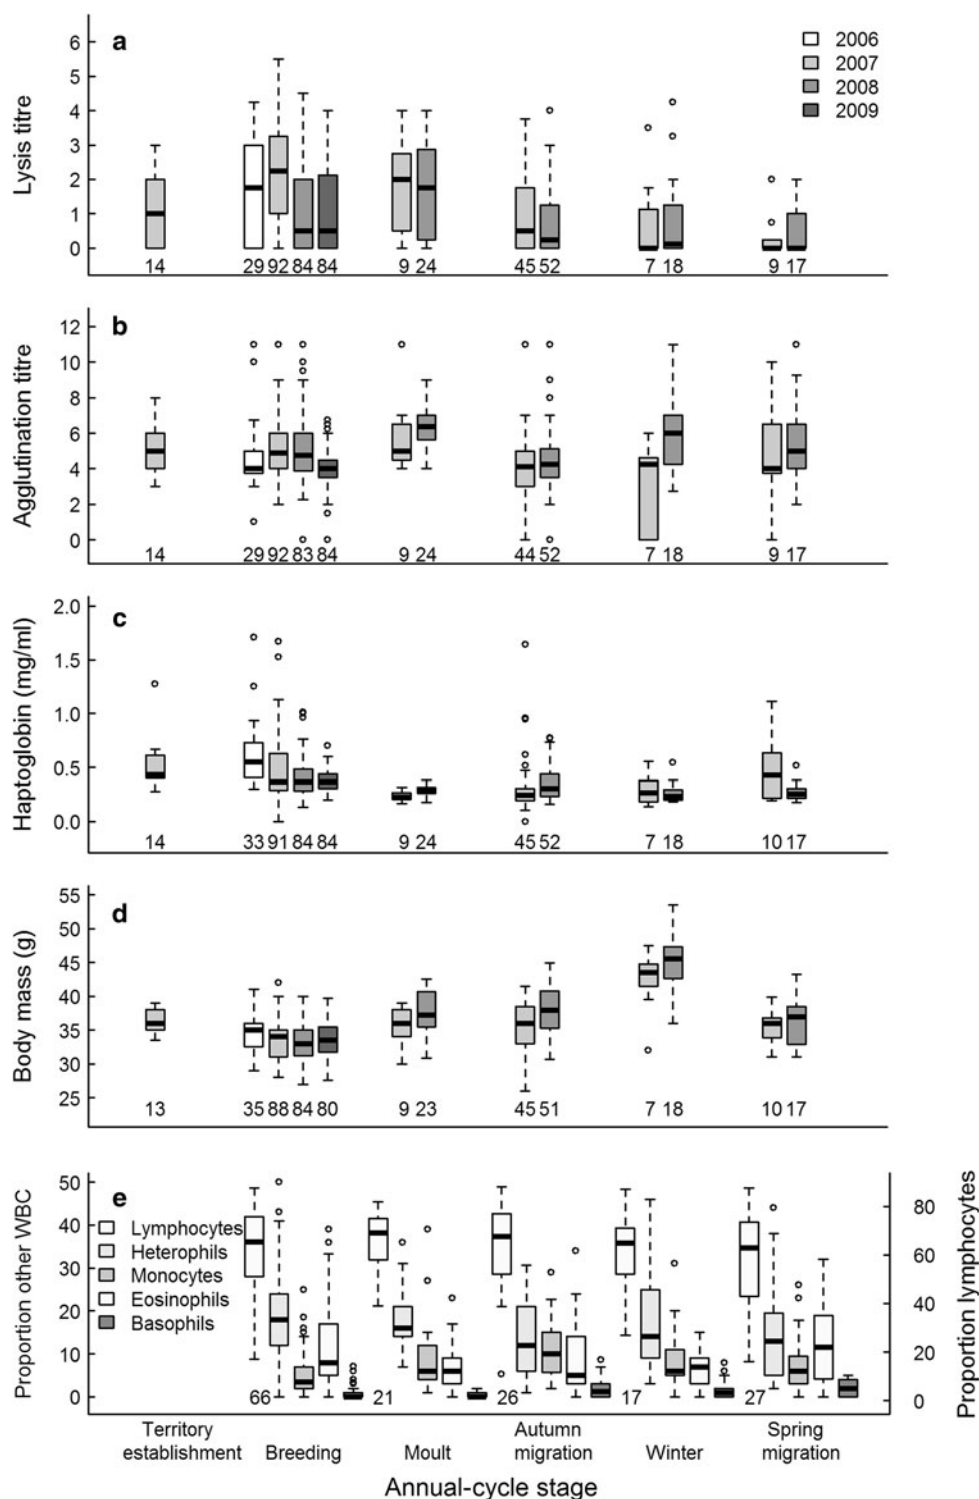 a
2006
2007
2008
2009
6
5
4
3
2
1
0
Lysis titre
14 29 92 84 84 9 24 45 52 7 18 9 17
b
12
10
8
6
4
2
0
Agglutination titre
14 29 92 83 84 9 24 44 52 7 18 9 17
c
2.0
1.5
1.0
0.5
0.0
Haptoglobin (mg/ml)
14 33 91 84 84 9 24 45 52 7 18 10 17
d
55
50
45
40
35
30
25
Body mass (g)
13 35 88 84 80 9 23 45 51 7 18 10 17
e
50
40
30
20
10
0
Proportion other WBC
Lymphocytes
Heterophils
Monocytes
Eosinophils
Basophils
66 21 26 17 27
80
60
40
20
0
Proportion lymphocytes
Territory establishment
Breeding
Moult
Autumn migration
Winter
Spring migration
Annual-cycle stage